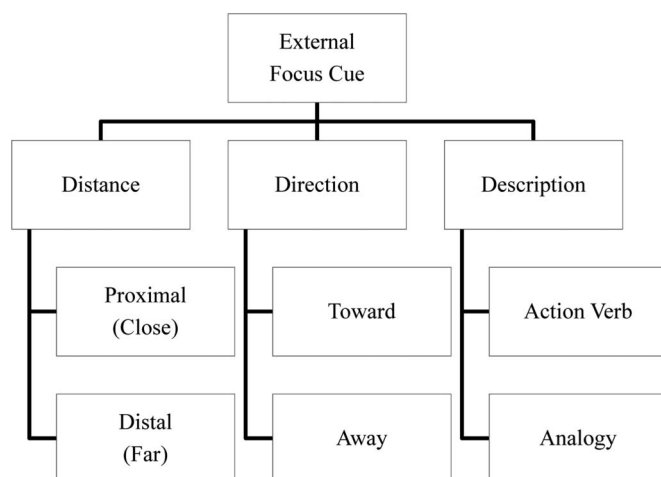 External
Focus Cue
Distance
Direction
Description
Proximal
(Close)
Toward
Action Verb
Distal
(Far)
Away
Analogy